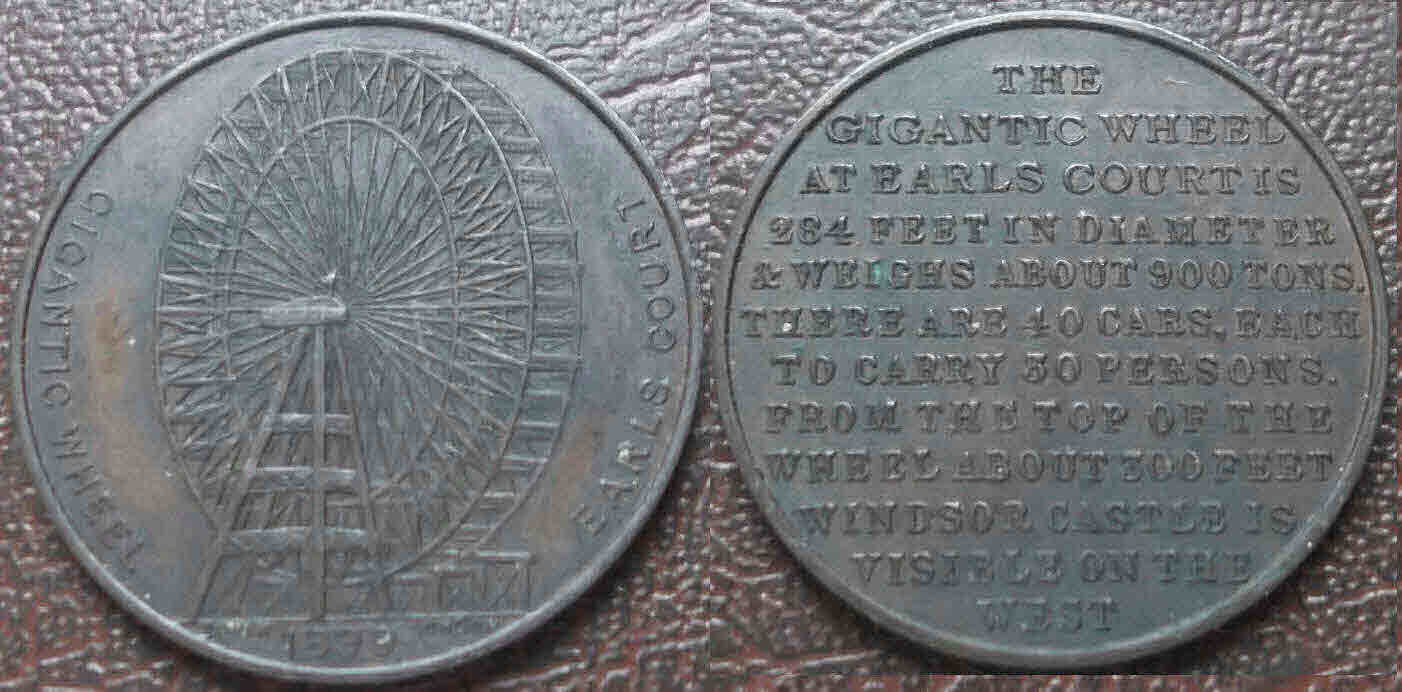 GIGANTIC WHEEL
EARLS COURT
THE
GIGANTIC WHEEL
AT EARLS COURT IS
284 FEET IN DIAMETER
& WEIGHS ABOUT 900 TONS.
THERE ARE 40 CARS, EACH
TO CARRY 30 PERSONS.
FROM THE TOP OF THE
WHEEL ABOUT 300 FEET
WINDSOR CASTLE IS
VISIBLE ON THE
WEST